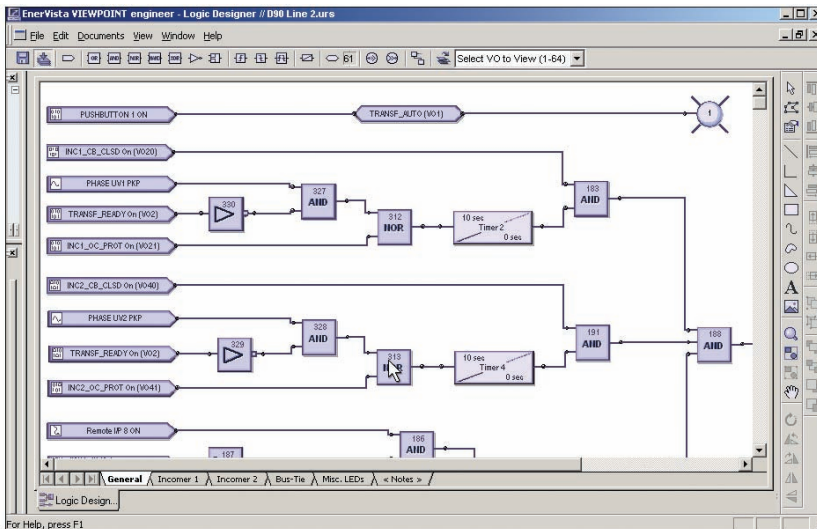 EnerVista VIEWPOINT engineer - Logic Designer // D90 Line 2.urs
File Edit Documents View Window Help
OR AND NOR 61 Select VO to View (1-64)
PUSHBUTTON 1 ON TRANSF_AUTO (VO1) 1
INC1_CB_CLSD On (VO20)
PHASE UV1 PKP
TRANSF_READY On (VO2)
INC1_OC_PROT On (VO21)
330
327
AND
312
NOR
10 sec
Timer 2
0 sec
183
AND
INC2_CB_CLSD On (VO40)
PHASE UV2 PKP
TRANSF_READY On (VO2)
INC2_OC_PROT On (VO41)
329
328
AND
313
10 sec
Timer 4
0 sec
191
AND
188
AND
Remote I/P 8 ON
187
186
AND
General Incomer 1 Incomer 2 Bus-Tie Misc. LEDs « Notes »
Logic Design...
For Help, press F1
A